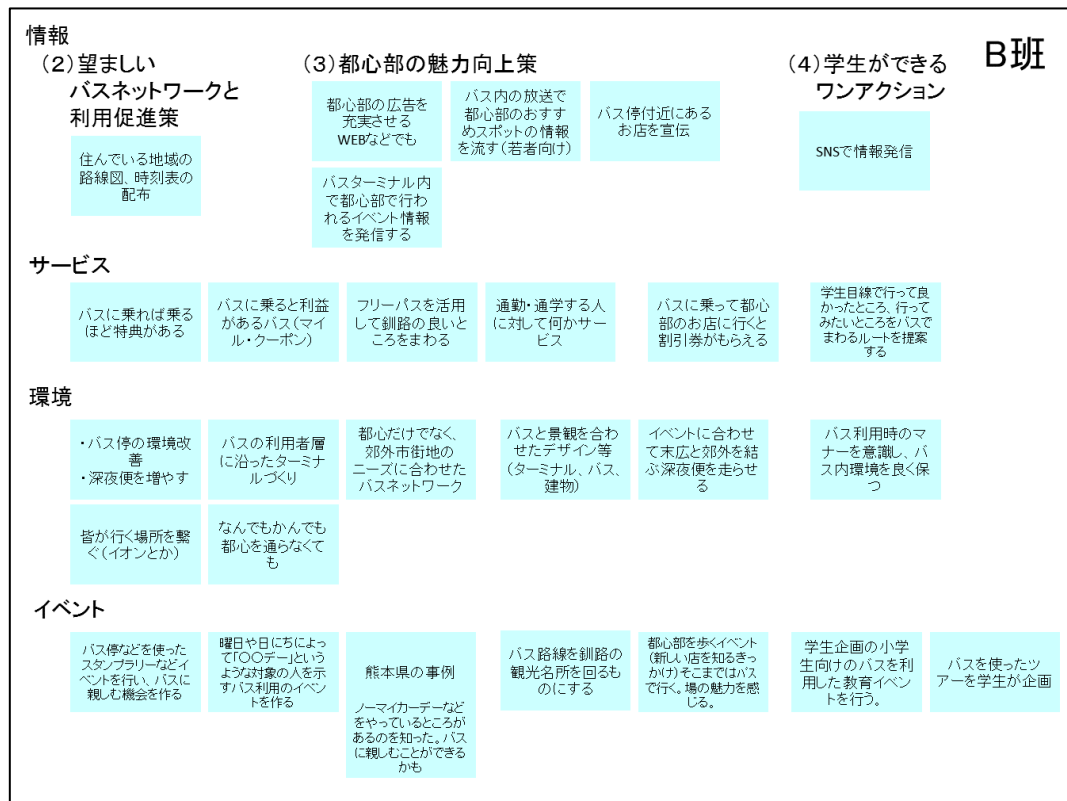 情報
B班
(2)望ましい
バスネットワークと
利用促進策
(3)都心部の魅力向上策
(4)学生ができる
ワンアクション
住んでいる地域の
路線図、時刻表の
配布
都心部の広告を
充実させる
WEBなどでも
バス内の放送で
都心部のおすす
めスポットの情報
を流す(若者向け)
バス停付近にある
お店を宣伝
SNSで情報発信
バスターミナル内
で都心部で行わ
れるイベント情報
を発信する
サービス
バスに乗れば乗る
ほど特典がある
バスに乗ると利益
があるバス(マイ
ル・クーポン)
フリーパスを活用
して釧路の良いと
ころをまわる
通勤・通学する人
に対して何かサー
ビス
バスに乗って都心
部のお店に行くと
割引券がもらえる
学生目線で行って良
かったところ、行って
みたいところをバスで
まわるルートを提案
する
環境
・バス停の環境改
善
・深夜便を増やす
バスの利用者層
に沿ったターミナ
ルづくり
都心だけでなく、
郊外市街地の
ニーズに合わせた
バスネットワーク
バスと景観を合わ
せたデザイン等
(ターミナル、バス、
建物)
イベントに合わせ
て末広と郊外を結
ぶ深夜便を走らせ
る
バス利用時のマ
ナーを意識し、バ
ス内環境を良く保
つ
皆が行く場所を繋
ぐ(イオンとか)
なんでもかんでも
都心を通らなくて
も
イベント
バス停などを使った
スタンプラリーなどイ
ベントを行い、バスに
親しむ機会を作る
曜日や日にちによっ
て「〇〇デー」という
ような対象の人を示
すバス利用のイベン
トを作る
熊本県の事例
ノーマイカーデーなど
をやっているところが
あるのを知った。バス
に親しむことができる
かも
バス路線を釧路の
観光名所を回るも
のにする
都心部を歩くイベント
(新しい店を知るきっ
かけ)そこまではバス
で行く。場の魅力を感
じる。
学生企画の小学
生向けのバスを利
用した教育イベン
トを行う。
バスを使ったツ
アーを学生が企画